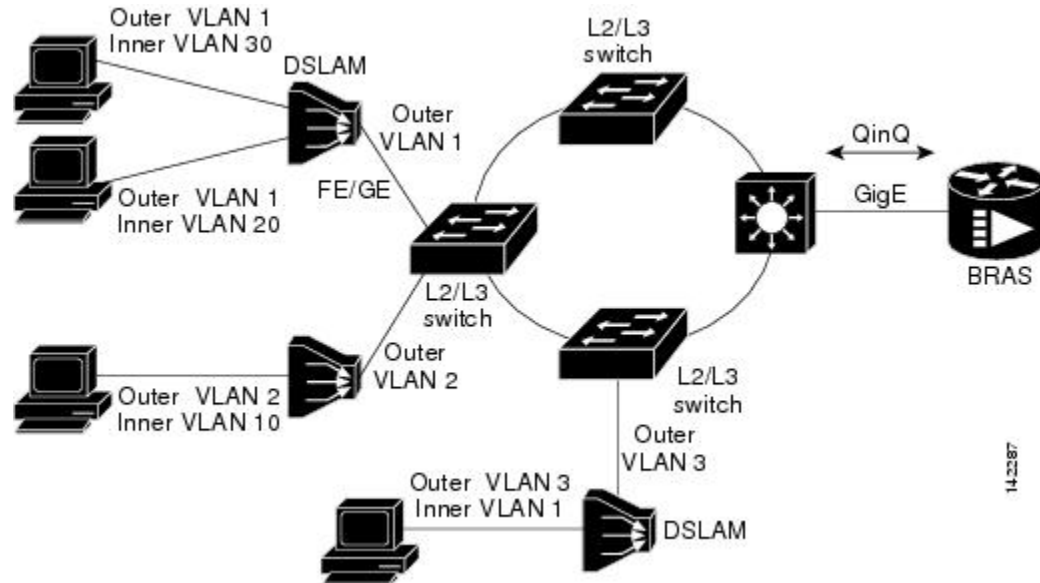 Outer VLAN 1
Inner VLAN 30
DSLAM
Outer
VLAN 1
L2/L3
switch
QinQ
GigE
BRAS
Outer VLAN 1
Inner VLAN 20
FE/GE
L2/L3
switch
Outer
VLAN 2
Outer VLAN 2
Inner VLAN 10
L2/L3
switch
Outer
VLAN 3
Outer VLAN 3
Inner VLAN 1
DSLAM
142287